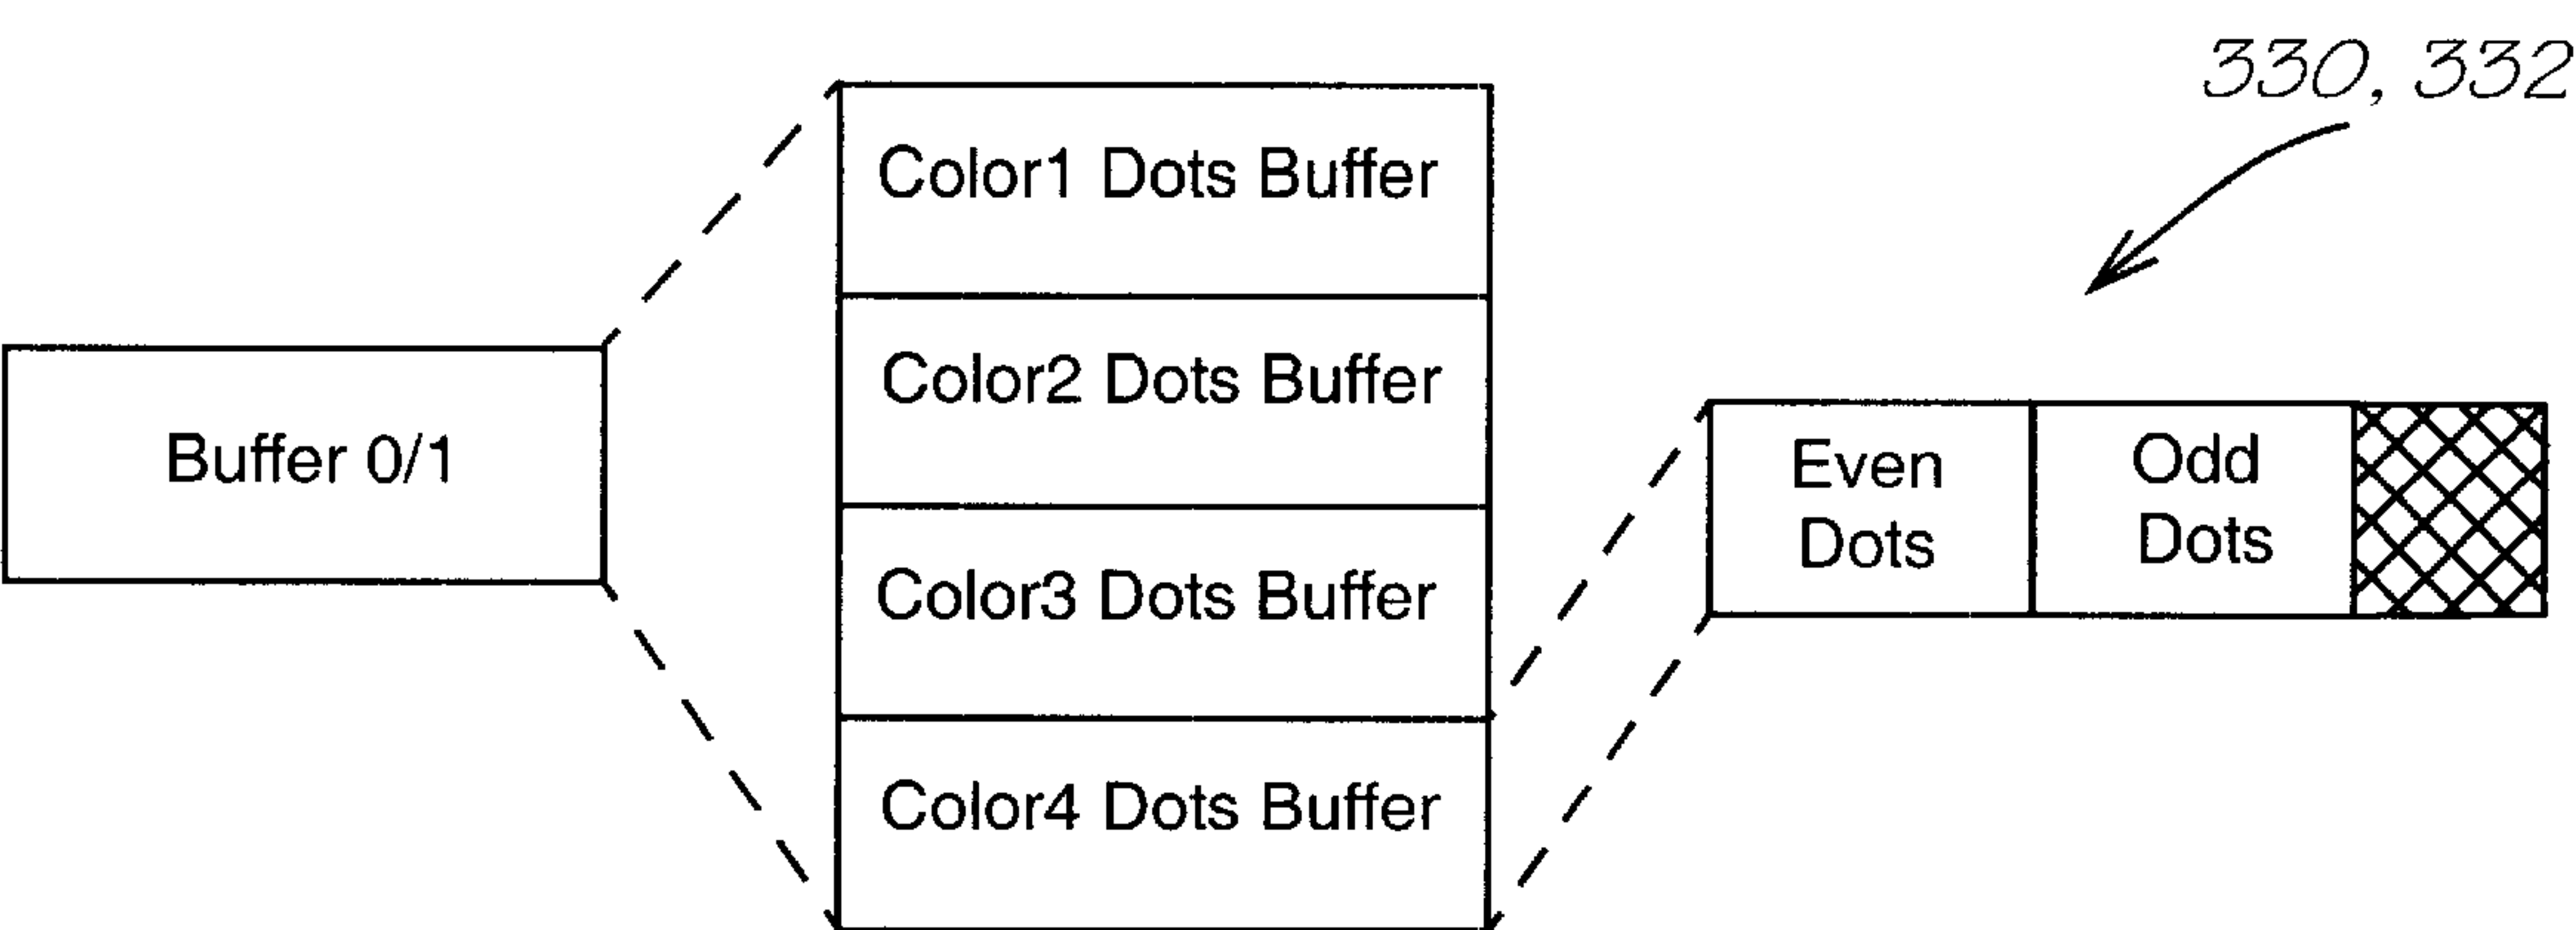 330, 332
Color1 Dots Buffer
Color2 Dots Buffer
Buffer 0/1
Even
Dots
Odd
Dots
Color3 Dots Buffer
Color4 Dots Buffer